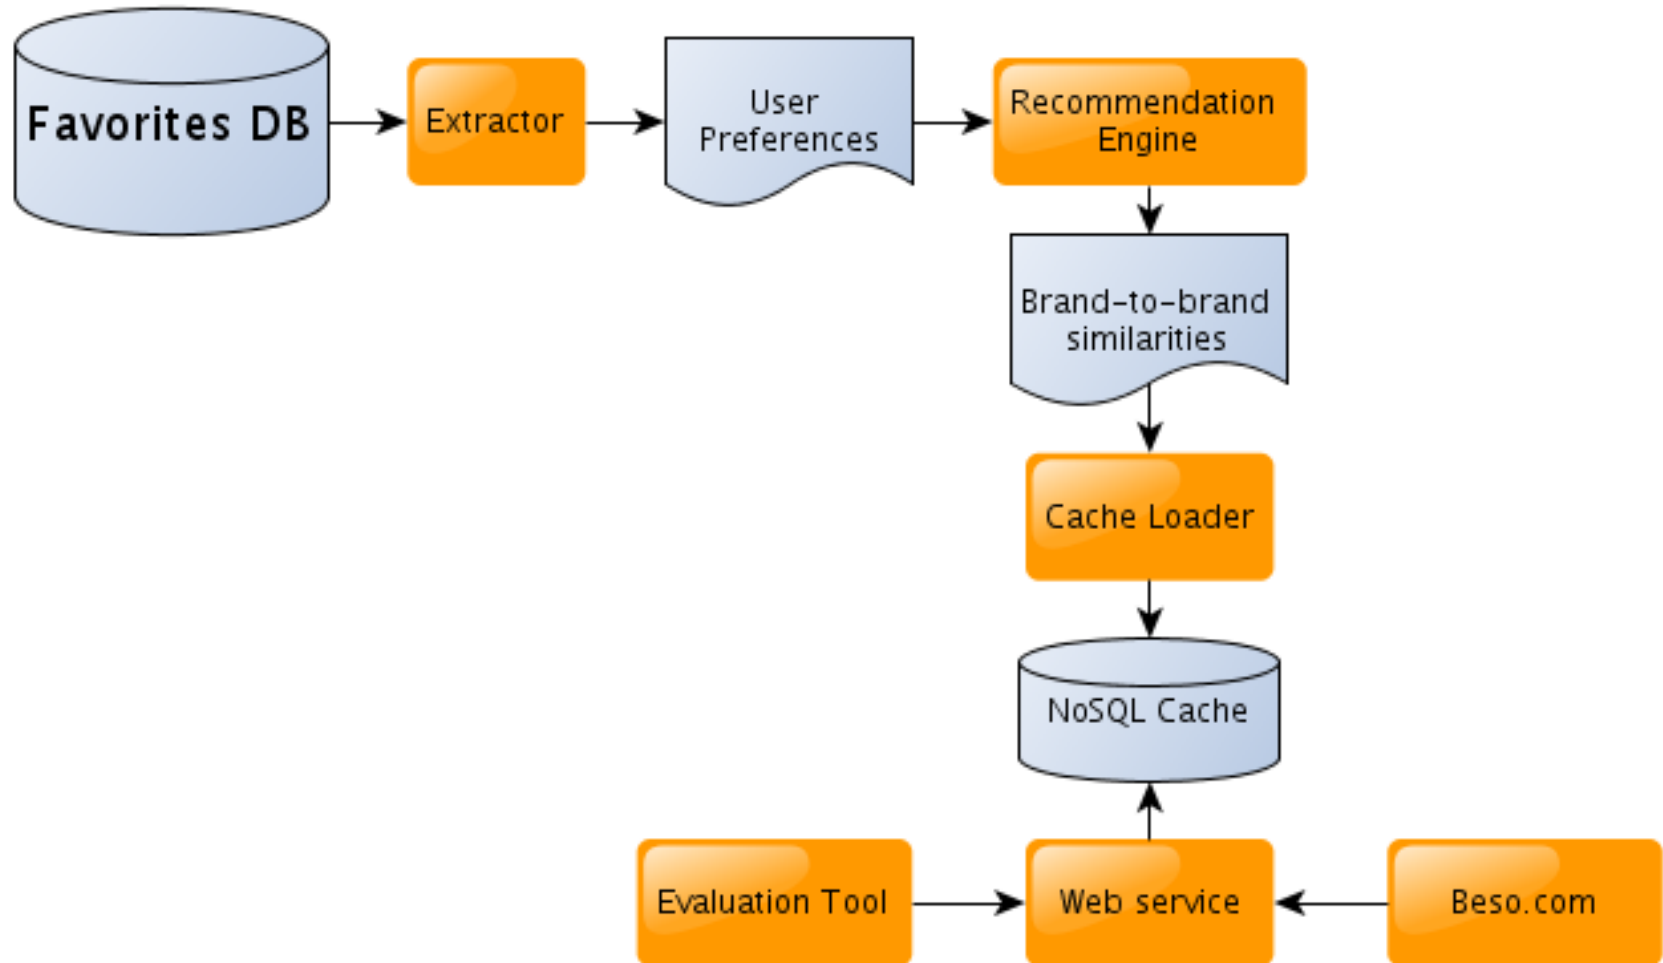 Favorites DB
Extractor
User
Preferences
Recommendation
Engine
Brand-to-brand
similarities
Cache Loader
NoSQL Cache
Evaluation Tool
Web service
Beso.com